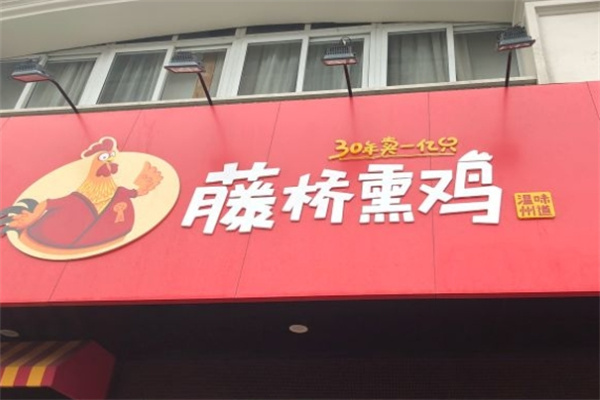 30年卖一亿只
藤桥熏鸡
温州
味道